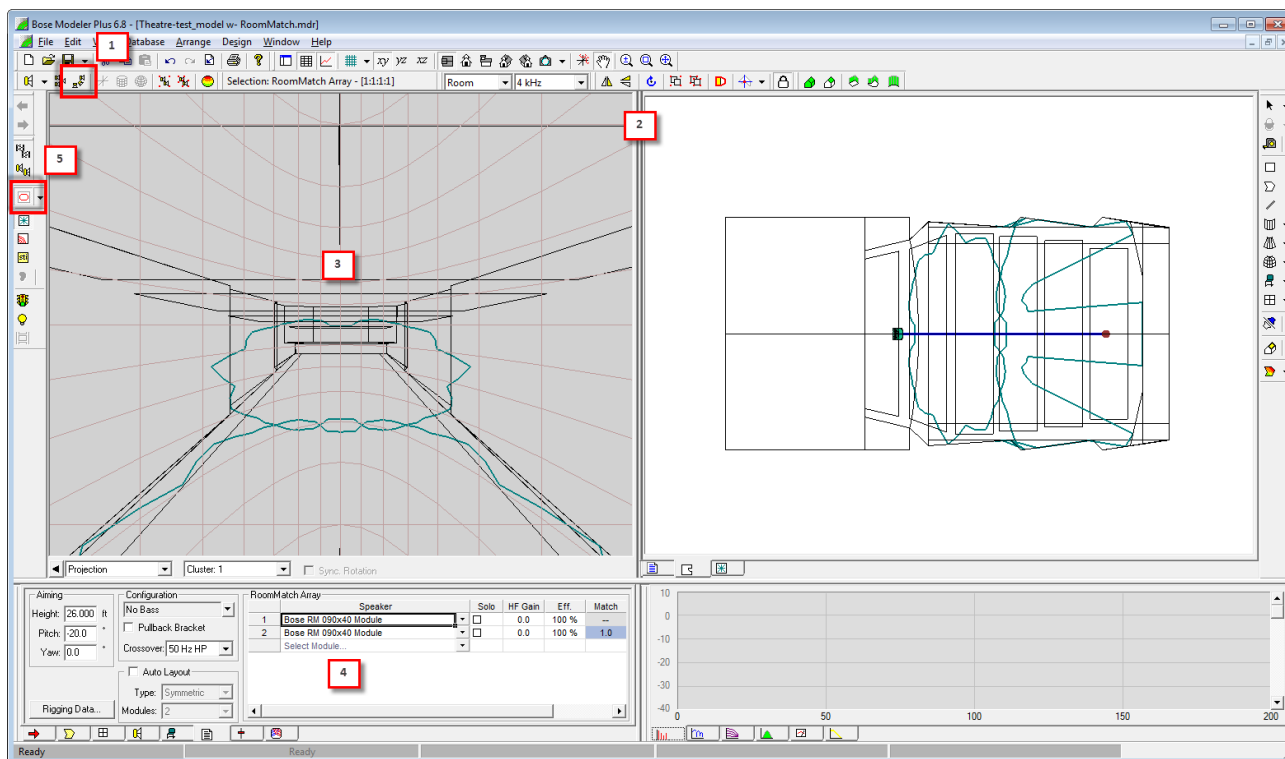 Bose Modeler Plus 6.8 - [Theatre-test_model w- RoomMatch.mdr]
File Edit Database Arrange Design Window Help
1
xy yz xz
Selection: RoomMatch Array - [1:1:1:1]
Room
4 kHz
2
5
3
sti
Projection
Cluster: 1
Sync. Rotation
Aiming
Height: 26.000 ft
Pitch: -20.0 °
Yaw: 0.0 °
Rigging Data...
Configuration
No Bass
Pullback Bracket
Crossover: 50 Hz HP
Auto Layout
Type: Symmetric
Modules: 2
RoomMatch Array
Speaker Solo HF Gain Eff. Match
1 Bose RM 090x40 Module 0.0 100 % --
2 Bose RM 090x40 Module 0.0 100 % 1.0
Select Module...
4
10
0
-10
-20
-30
-40
0 50 100 150 200
Ready
Ready